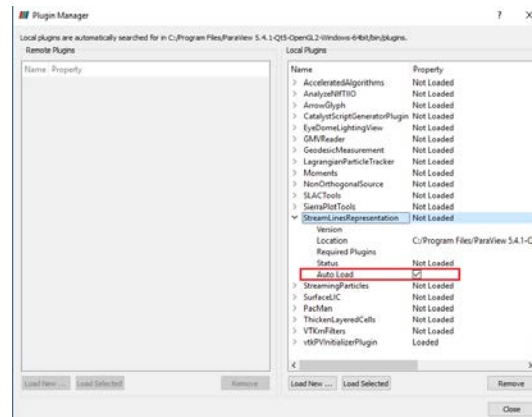 Plugin Manager ? X
Local plugins are automatically searched for in C:/Program Files/ParaView 5.4.1-Qt5-OpenGL2-Windows-64bit/bin/plugins.
Remote Plugins
Name Property
Load New ... Load Selected Remove
Local Plugins
Name Property
AcceleratedAlgorithms Not Loaded
AnalyzeNIfTIIO Not Loaded
ArrowGlyph Not Loaded
CatalystScriptGeneratorPlugin Not Loaded
EyeDomeLightingView Not Loaded
GMVReader Not Loaded
GeodesicMeasurement Not Loaded
LagrangianParticleTracker Not Loaded
Moments Not Loaded
NonOrthogonalSource Not Loaded
SLACTools Not Loaded
SierraPlotTools Not Loaded
StreamLinesRepresentation Not Loaded
Version
Location C:/Program Files/ParaView 5.4.1-Q
Required Plugins
Status Not Loaded
Auto Load
StreamingParticles Not Loaded
SurfaceLIC Not Loaded
PacMan Not Loaded
ThickenLayeredCells Not Loaded
VTKmFilters Not Loaded
vtkPVInitializerPlugin Loaded
Load New ... Load Selected Remove
Close